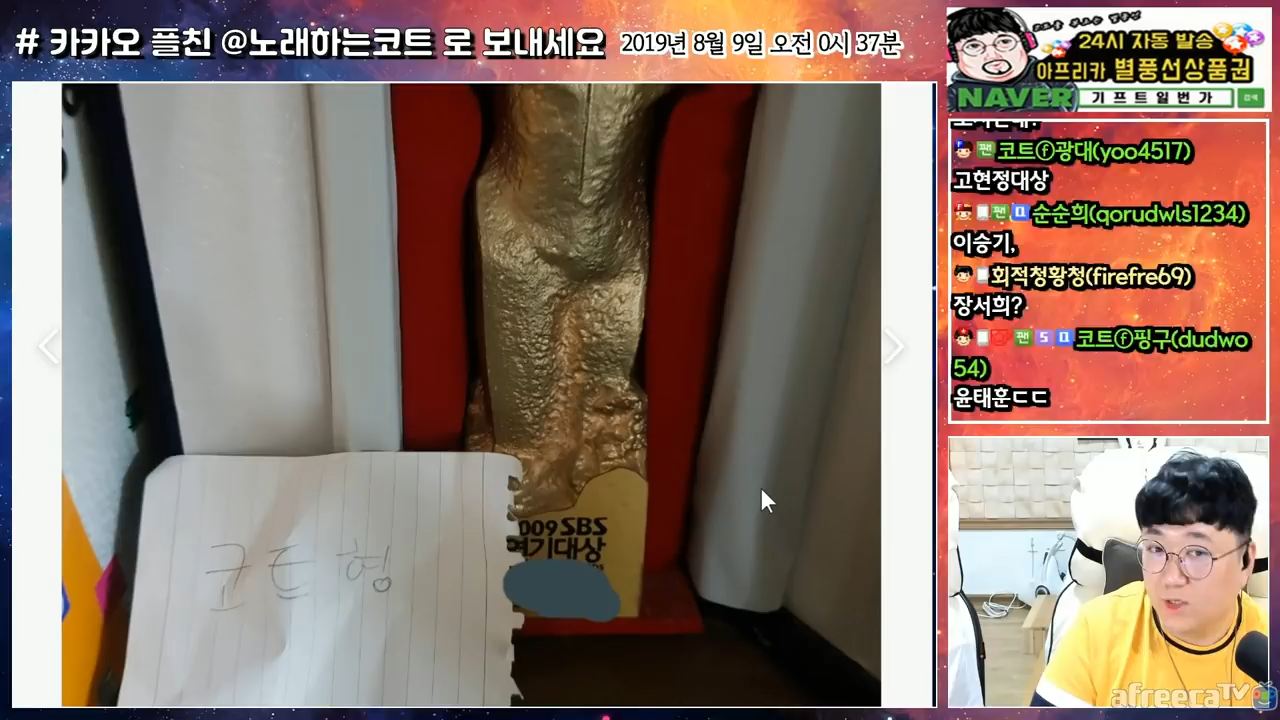 # 카카오 플친 @노래하는코트 로 보내세요
2019년 8월 9일 오전 0시 37분
24시 자동 발송
아프리카 별풍선상품권
NAVER 기프트일번가 검색
코트ⓕ광대(yoo4517)
고현정대상
팬 순순희(qorudwls1234)
이승기,
회적청황청(firefre69)
장서희?
팬 S 코트ⓕ핑구(dudwo
54)
윤태훈ㄷㄷ
009 SBS
연기대상
코트형
afreecaTV